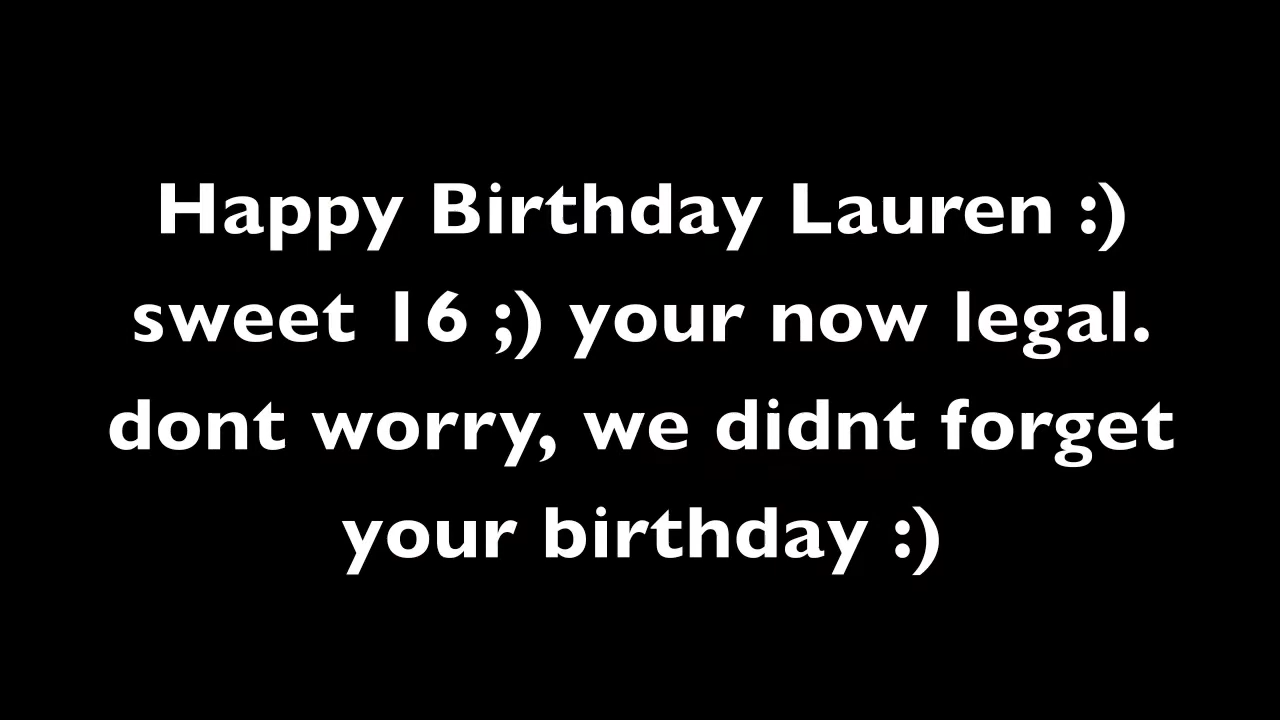 Happy Birthday Lauren :)
sweet 16 ;) your now legal.
dont worry, we didnt forget
your birthday :)